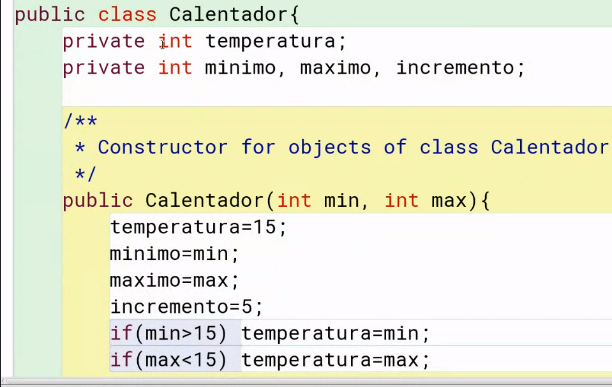 public class Calentador{
private int temperatura;
private int minimo, maximo, incremento;
/**
* Constructor for objects of class Calentador
*/
public Calentador(int min, int max){
temperatura=15;
minimo=min;
maximo=max;
incremento=5;
if(min>15) temperatura=min;
if(max<15) temperatura=max;